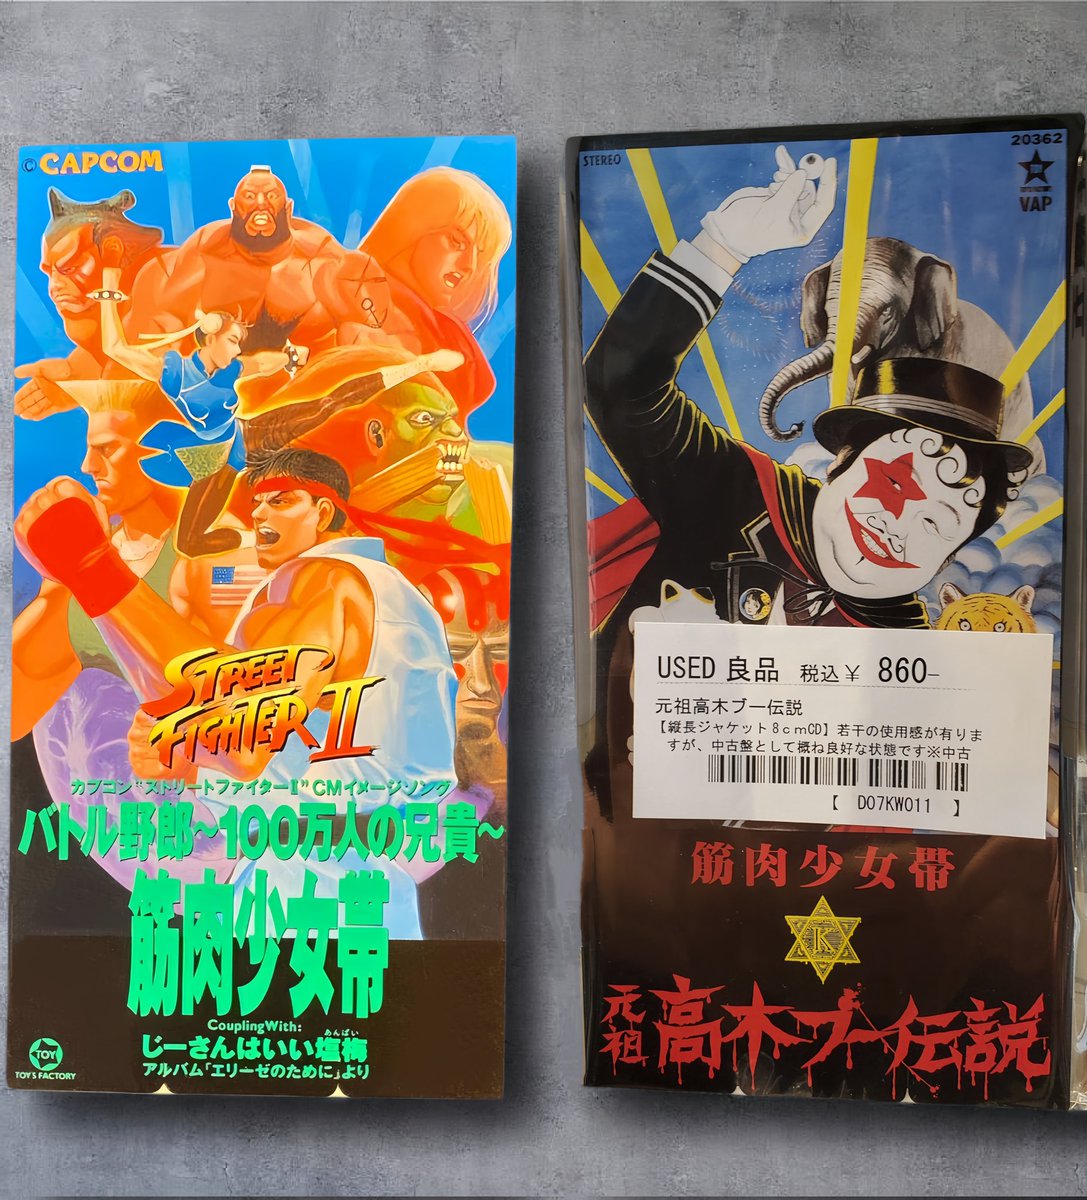 © CAPCOM
STREET
FIGHTER II
カプコン"ストリートファイターII"CMイメージソング
バトル野郎〜100万人の兄貴〜
筋肉少女帯
CouplingWith:
あんばい
じーさんはいい塩梅
アルバム「エリーゼのために」より
TOY
TOY'S FACTORY
STEREO
20362
VAP
USED 良品 税込¥ 860-
元祖高木ブー伝説
【縦長ジャケット8cmCD】若干の使用感が有りま
すが、中古盤として概ね良好な状態です※中古
【 D07KW011 】
筋肉少女帯
K
元祖高木ブー伝説